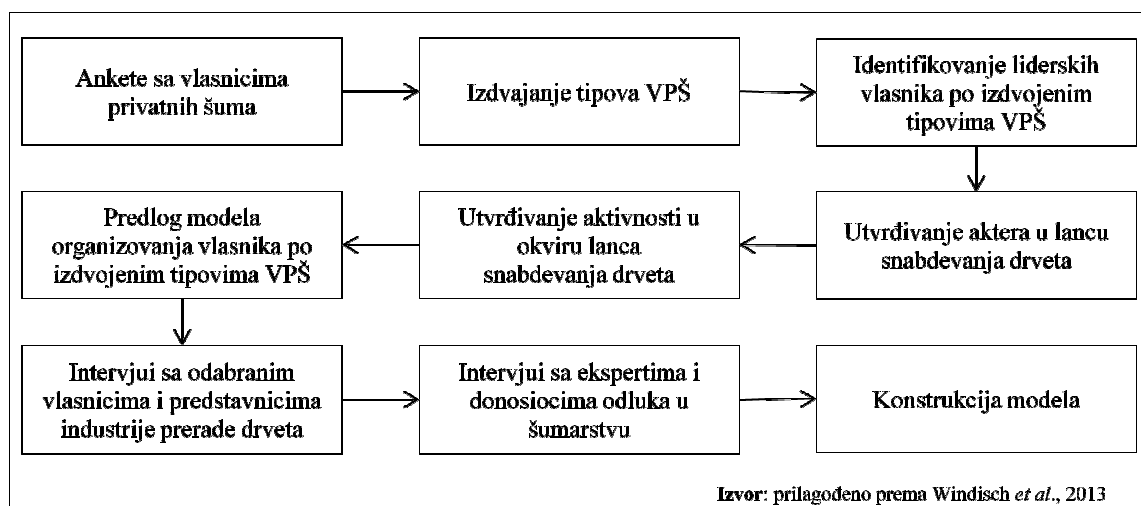 Ankete sa vlasnicima
privatnih šuma
Izdvajanje tipova VPŠ
Identifikovanje liderskih
vlasnika po izdvojenim
tipovima VPŠ
Utvrđivanje aktera u lancu
snabdevanja drveta
Utvrđivanje aktivnosti u
okviru lanca
snabdevanja drveta
Predlog modela
organizovanja vlasnika po
izdvojenim tipovima VPŠ
Intervjui sa odabranim
vlasnicima i predstavnicima
industrije prerade drveta
Intervjui sa ekspertima i
donosiocima odluka u
šumarstvu
Konstrukcija modela
Izvor: prilagođeno prema Windisch et al., 2013